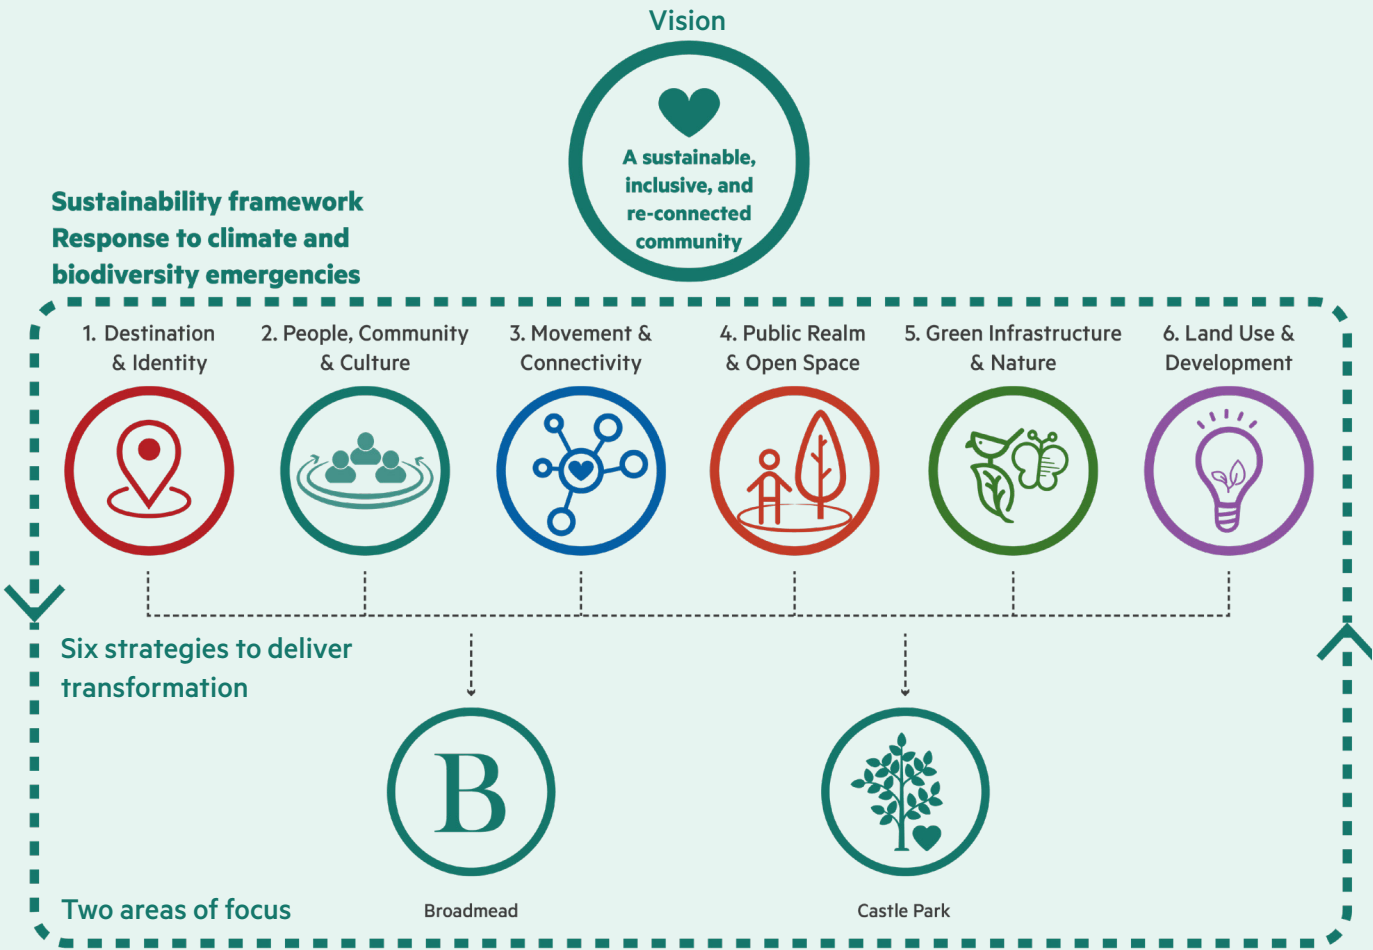 Vision
A sustainable,
inclusive, and
re-connected
community
Sustainability framework
Response to climate and
biodiversity emergencies
1. Destination
& Identity
2. People, Community
& Culture
3. Movement &
Connectivity
4. Public Realm
& Open Space
5. Green Infrastructure
& Nature
6. Land Use &
Development
Six strategies to deliver
transformation
B
Two areas of focus
Broadmead
Castle Park